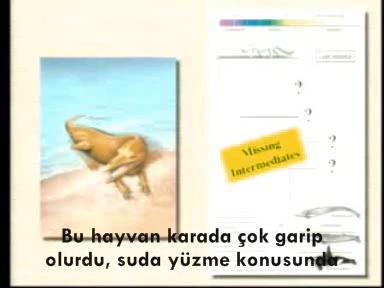 ?
?
Missing
Intermediates
?
?
Bu hayvan karada çok garip
olurdu, suda yüzme konusunda